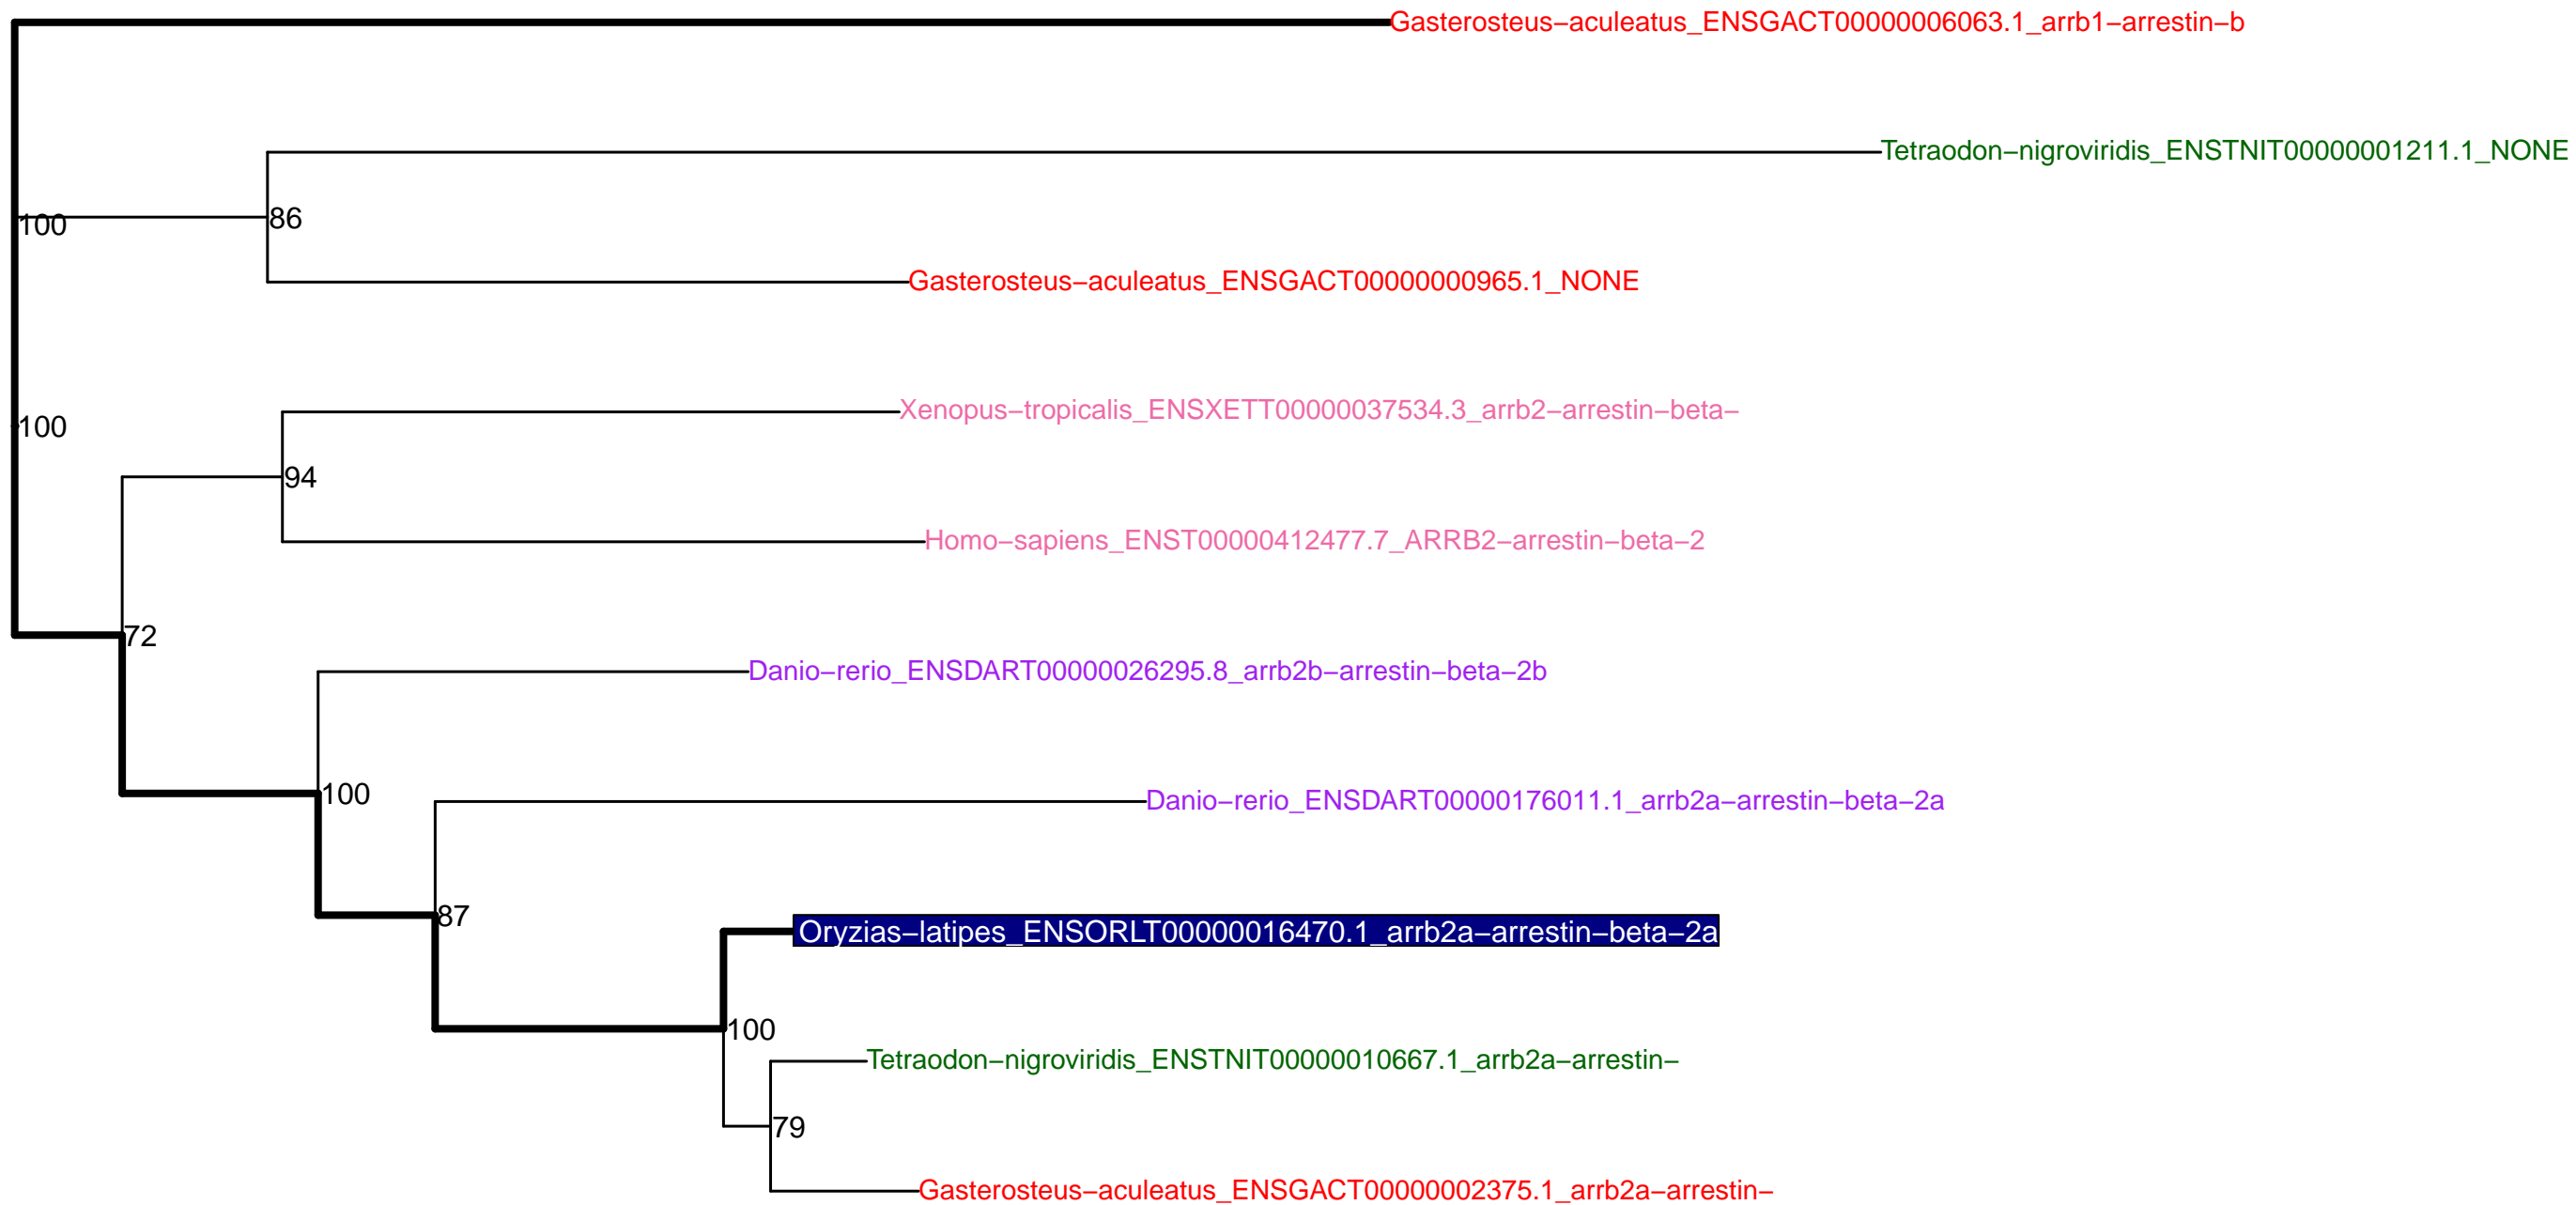 Gasterosteus−aculeatus_ENSGACT00000006063.1_arrb1−arrestin−b
Tetraodon−nigroviridis_ENSTNIT00000001211.1_NONE
100
86
Gasterosteus−aculeatus_ENSGACT00000000965.1_NONE
Xenopus−tropicalis_ENSXETT00000037534.3_arrb2−arrestin−beta−
100
94
Homo−sapiens_ENST00000412477.7_ARRB2−arrestin−beta−2
72
Danio−rerio_ENSDART00000026295.8_arrb2b−arrestin−beta−2b
100
Danio−rerio_ENSDART00000176011.1_arrb2a−arrestin−beta−2a
87
Oryzias−latipes_ENSORLT00000016470.1_arrb2a−arrestin−beta−2a
100
Tetraodon−nigroviridis_ENSTNIT00000010667.1_arrb2a−arrestin−
79
Gasterosteus−aculeatus_ENSGACT00000002375.1_arrb2a−arrestin−